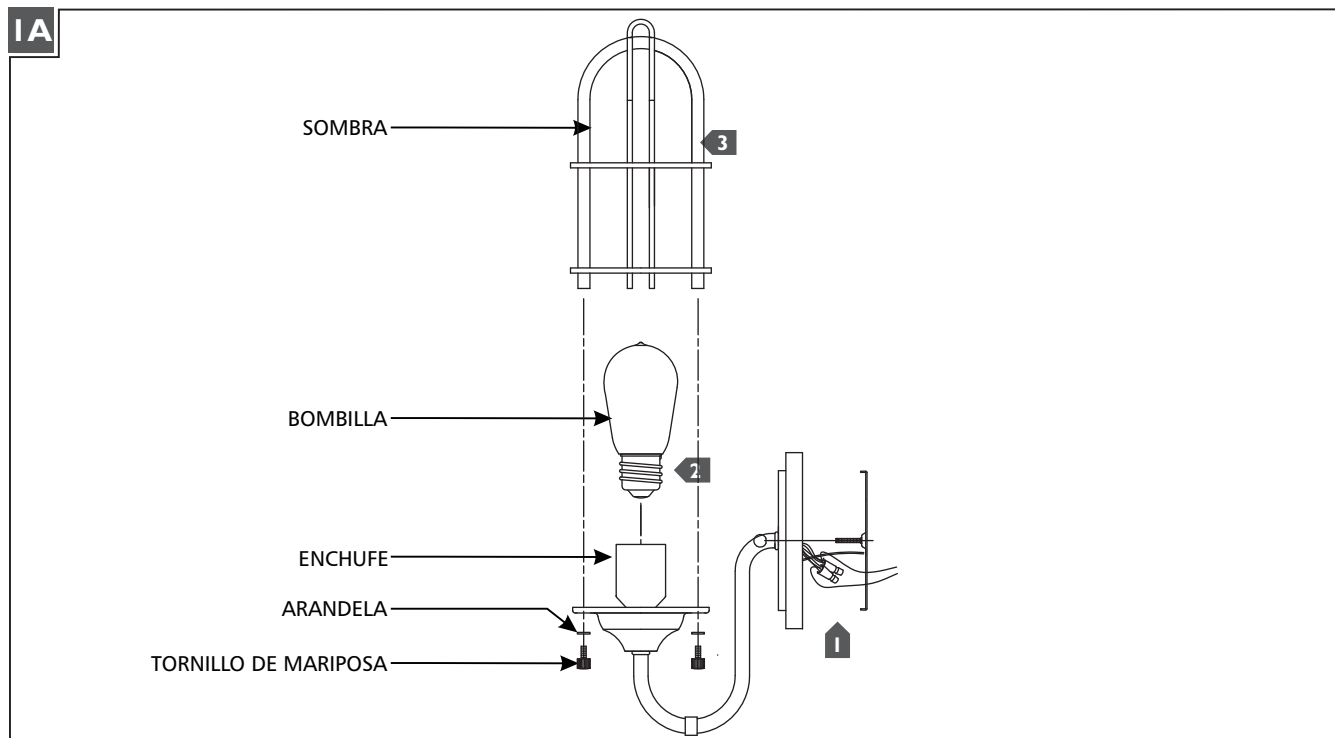 1A
SOMBRA
3
BOMBILLA
2
ENCHUFE
ARANDELA
1
TORNILLO DE MARIPOSA